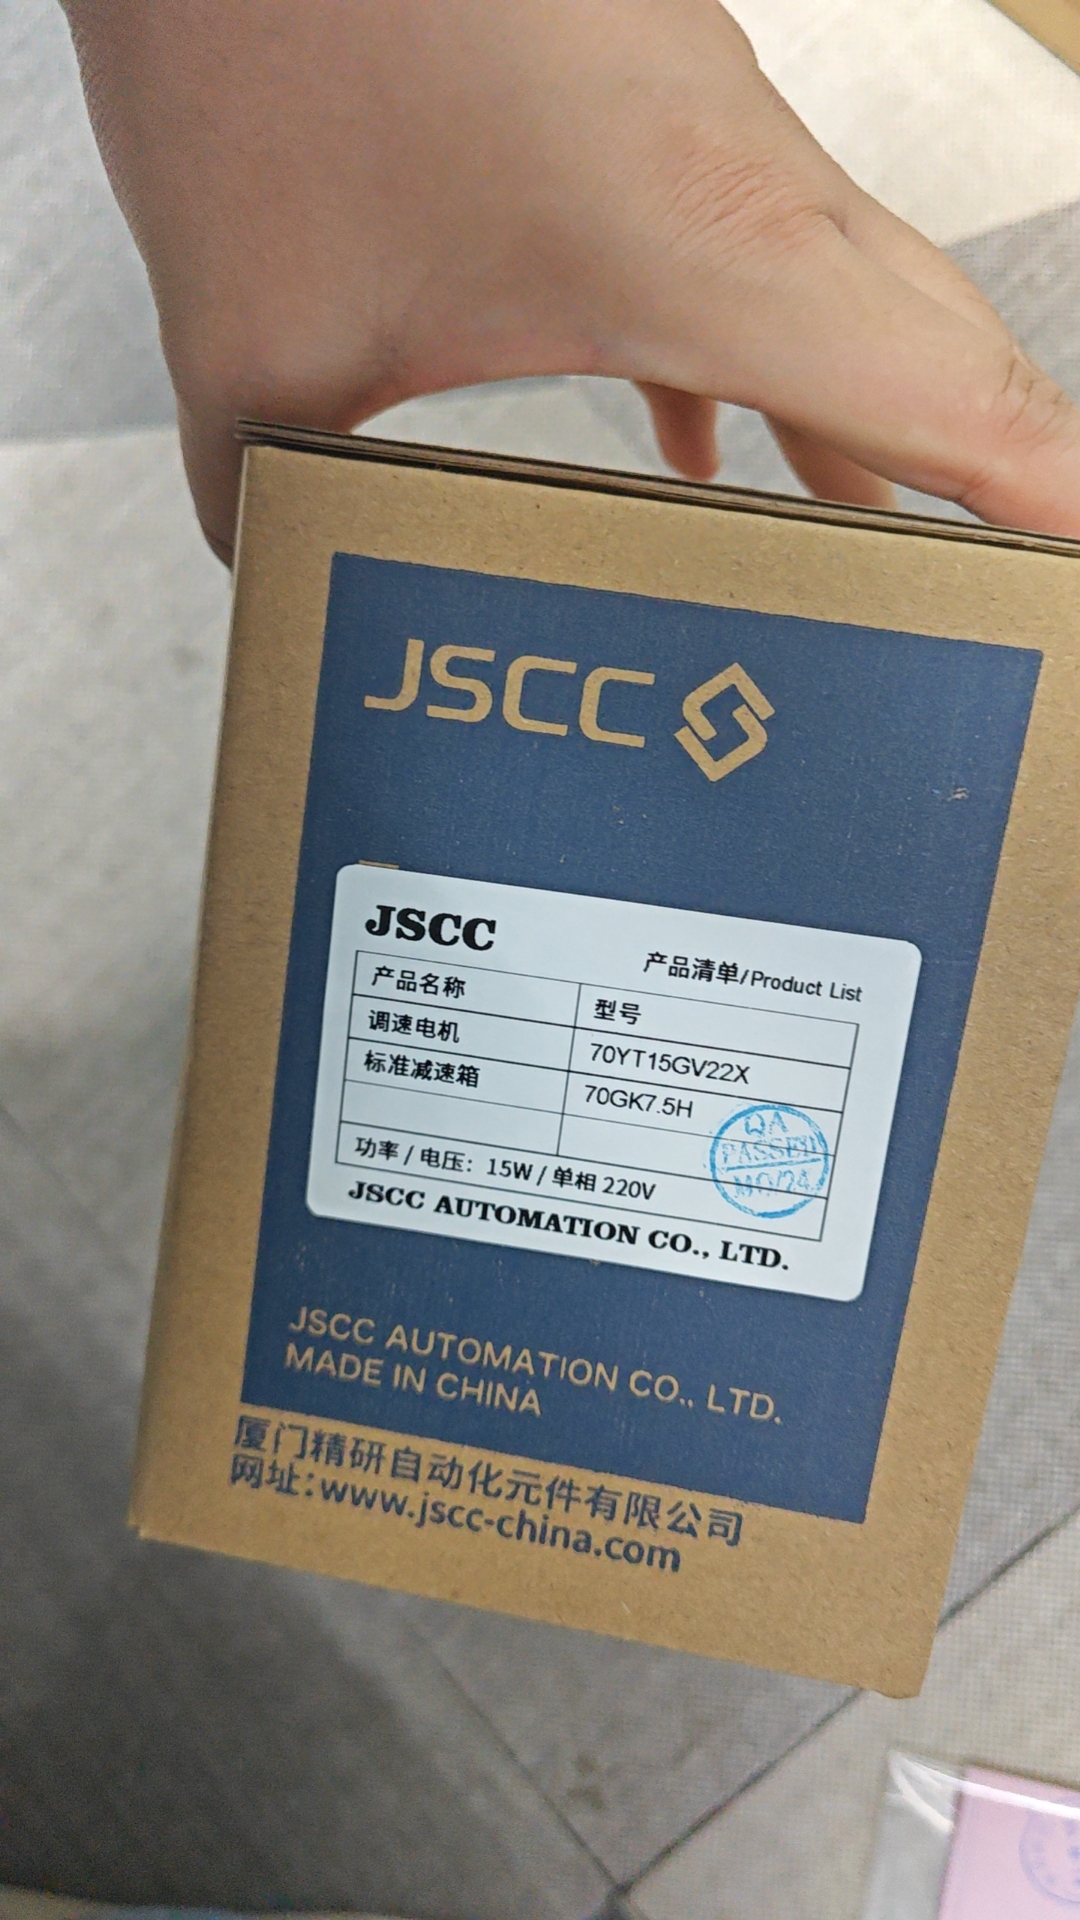 JSCC
JSCC
产品清单/Product List
产品名称 型号
调速电机 70YT15GV22X
标准减速箱 70GK7.5H
QA
PASSED
功率 / 电压：15W / 单相 220V
JSCC AUTOMATION CO., LTD.
JSCC AUTOMATION CO., LTD.
MADE IN CHINA
厦门精研自动化元件有限公司
网址：www.jscc-china.com